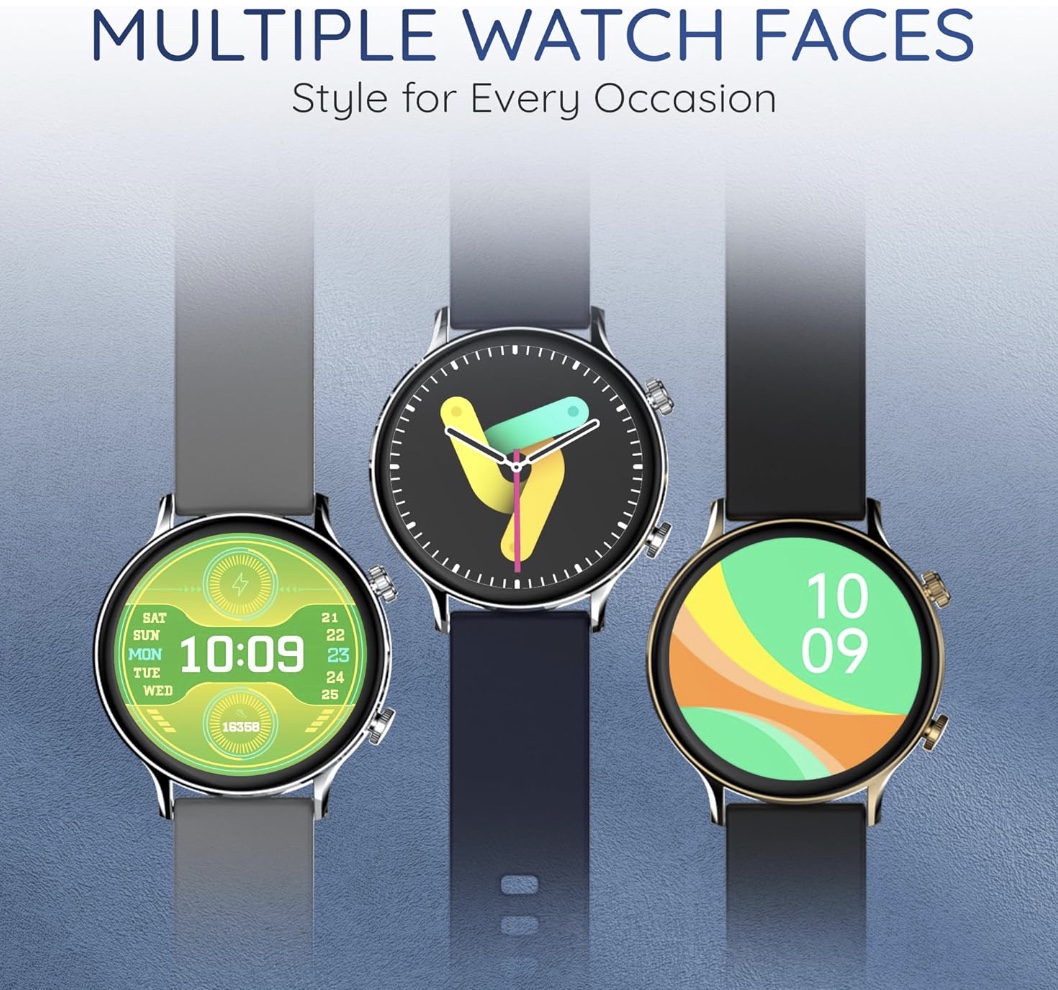 MULTIPLE WATCH FACES
Style for Every Occasion
SAT 21
SUN 22
MON 10:09 23
TUE 24
WED 25
16358
10
09